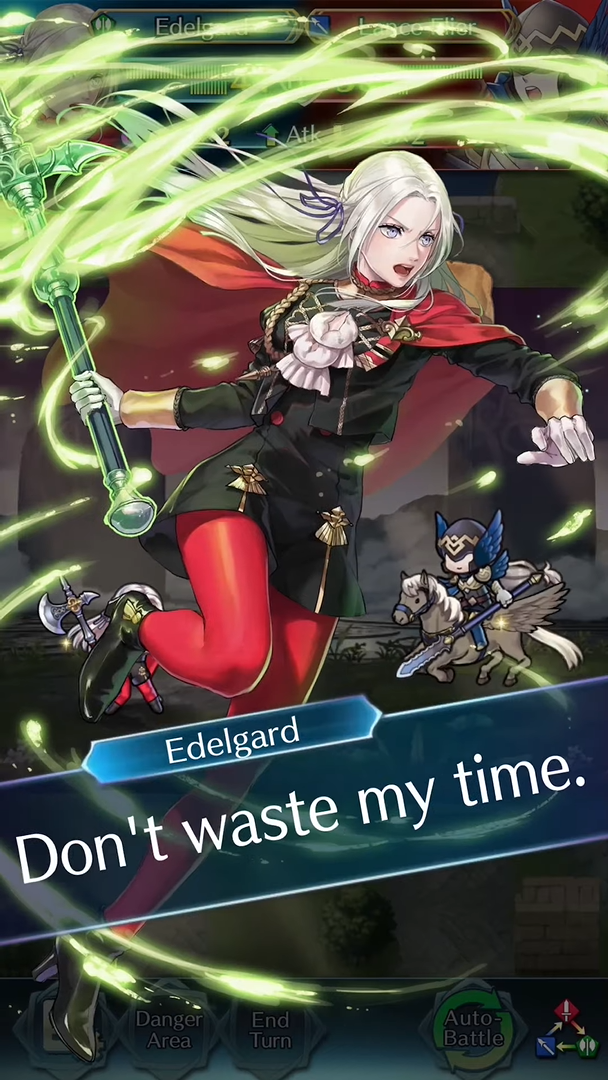 Edelgard
Lance Flier
Atk
Edelgard
Don't waste my time.
Danger
Area
End
Turn
Auto-
Battle